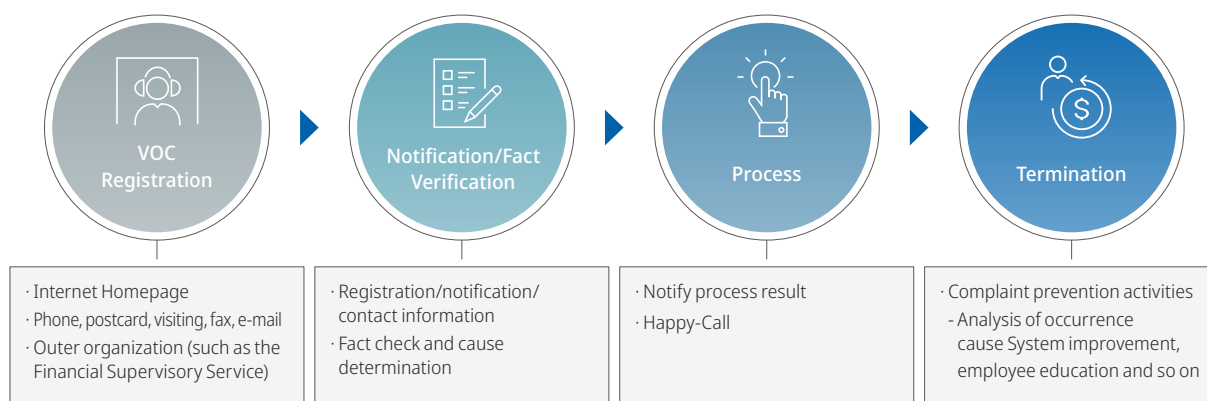 VOC
Registration
Notification/Fact
Verification
Process
$
Termination
· Internet Homepage
· Phone, postcard, visiting, fax, e-mail
· Outer organization (such as the
Financial Supervisory Service)
· Registration/notification/
contact information
· Fact check and cause
determination
· Notify process result
· Happy-Call
· Complaint prevention activities
- Analysis of occurrence
cause System improvement,
employee education and so on